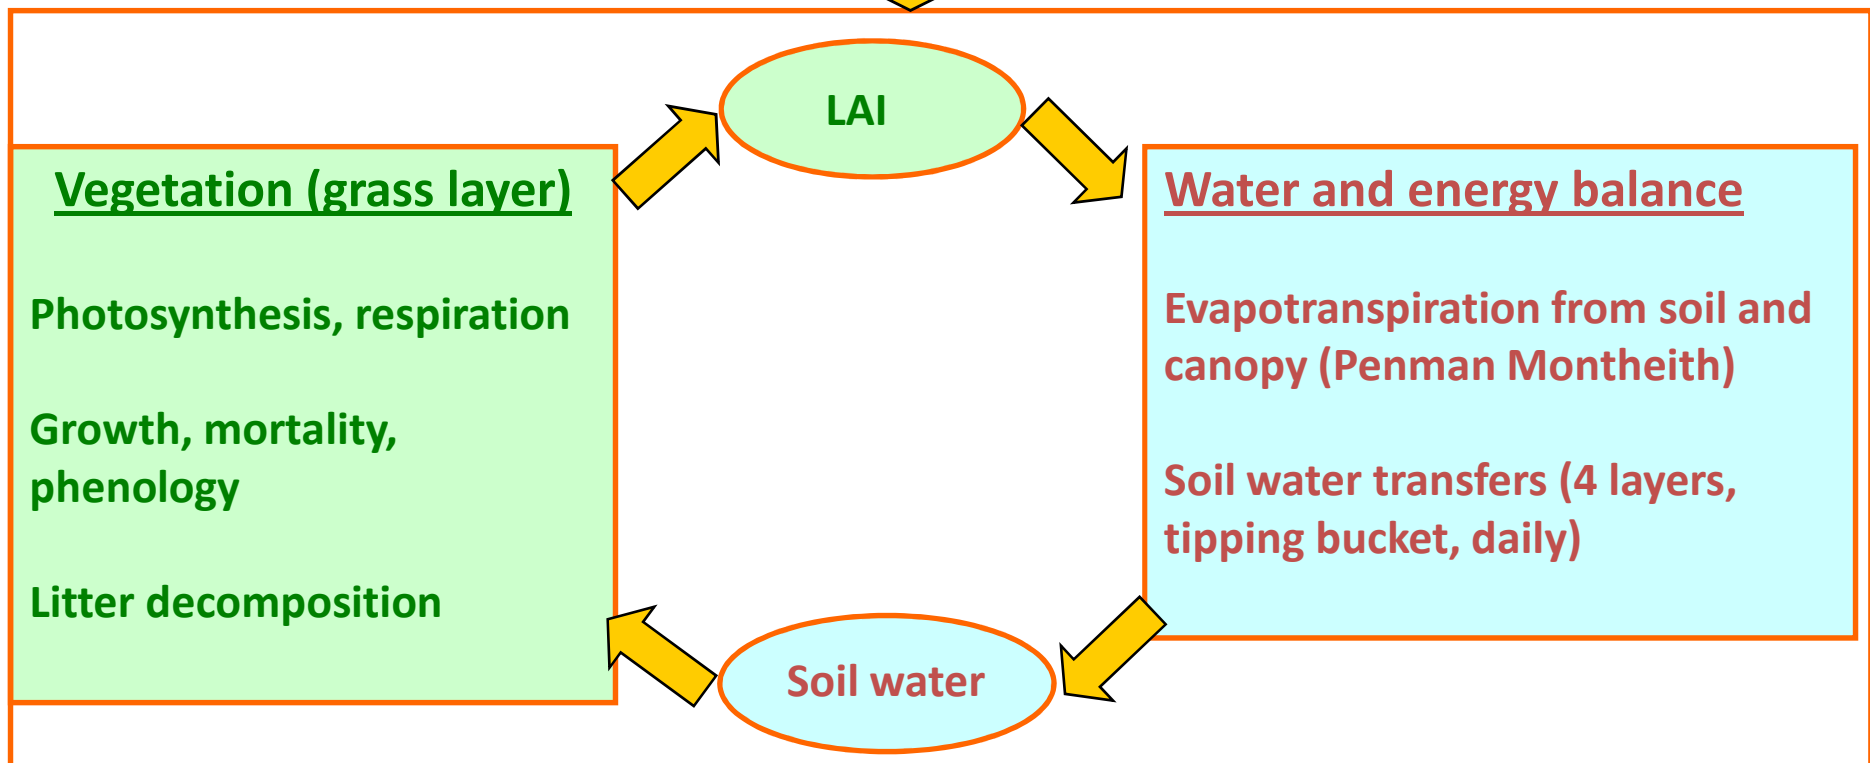 LAI
Vegetation (grass layer)
Photosynthesis, respiration
Growth, mortality,
phenology
Litter decomposition
Water and energy balance
Evapotranspiration from soil and
canopy (Penman Montheith)
Soil water transfers (4 layers,
tipping bucket, daily)
Soil water